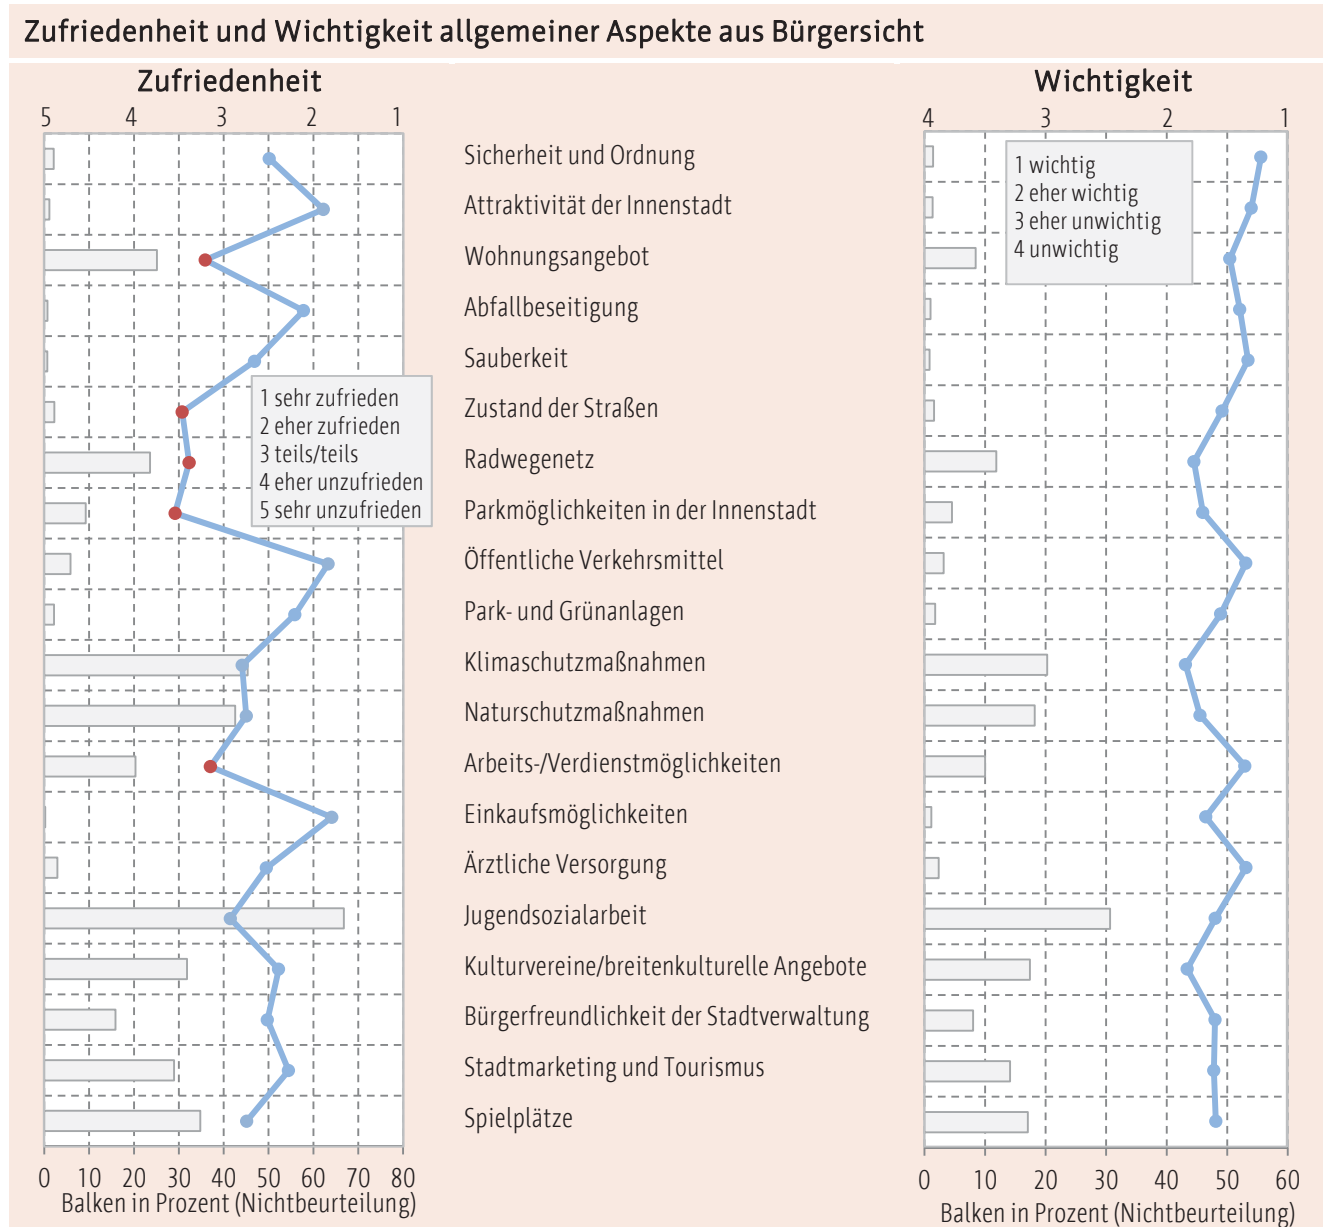 Zufriedenheit und Wichtigkeit allgemeiner Aspekte aus Bürgersicht
Zufriedenheit
5 4 3 2 1
1 sehr zufrieden
2 eher zufrieden
3 teils/teils
4 eher unzufrieden
5 sehr unzufrieden
0 10 20 30 40 50 60 70 80
Balken in Prozent (Nichtbeurteilung)
Sicherheit und Ordnung
Attraktivität der Innenstadt
Wohnungsangebot
Abfallbeseitigung
Sauberkeit
Zustand der Straßen
Radwegenetz
Parkmöglichkeiten in der Innenstadt
Öffentliche Verkehrsmittel
Park- und Grünanlagen
Klimaschutzmaßnahmen
Naturschutzmaßnahmen
Arbeits-/Verdienstmöglichkeiten
Einkaufsmöglichkeiten
Ärztliche Versorgung
Jugendsozialarbeit
Kulturvereine/breitenkulturelle Angebote
Bürgerfreundlichkeit der Stadtverwaltung
Stadtmarketing und Tourismus
Spielplätze
Wichtigkeit
4 3 2 1
1 wichtig
2 eher wichtig
3 eher unwichtig
4 unwichtig
0 10 20 30 40 50 60
Balken in Prozent (Nichtbeurteilung)